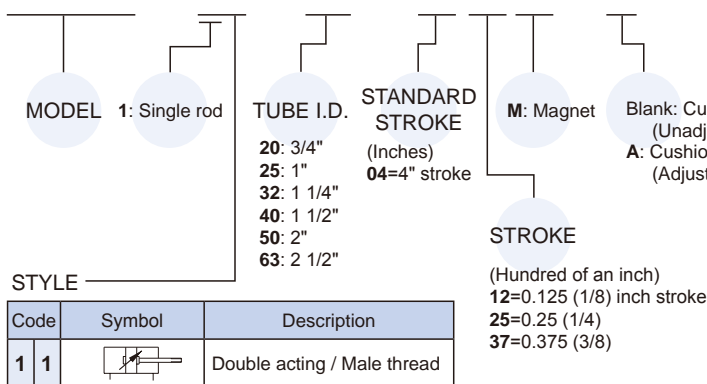 MODEL
1: Single rod
TUBE I.D.
20: 3/4"
25: 1"
32: 1 1/4"
40: 1 1/2"
50: 2"
63: 2 1/2"
STANDARD
STROKE
(Inches)
04=4" stroke
M: Magnet
Blank:
A:
STROKE
(Hundred of an inch)
12=0.125 (1/8) inch stroke
25=0.25 (1/4)
37=0.375 (3/8)
STYLE
Code Symbol Description
1 1 Double acting / Male thread